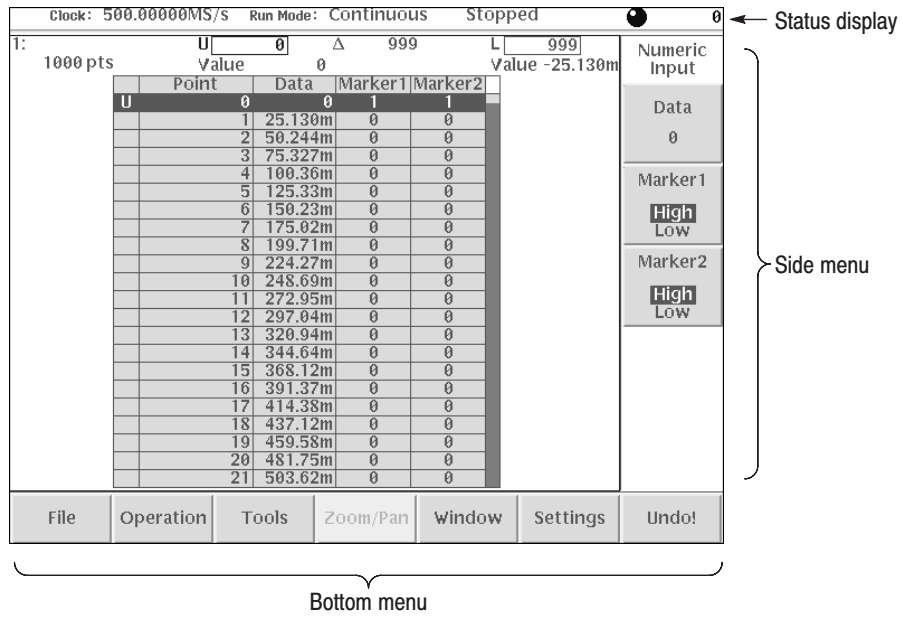 Clock: 500.00000MS/s Run Mode: Continuous Stopped 0
Status display
1: U 0 Δ 999 L 999
1000 pts Value 0 Value -25.130m
Numeric
Input
Point Data Marker1 Marker2
U 0 0 1 1
1 25.130m 0 0
2 50.244m 0 0
3 75.327m 0 0
4 100.36m 0 0
5 125.33m 0 0
6 150.23m 0 0
7 175.02m 0 0
8 199.71m 0 0
9 224.27m 0 0
10 248.69m 0 0
11 272.95m 0 0
12 297.04m 0 0
13 320.94m 0 0
14 344.64m 0 0
15 368.12m 0 0
16 391.37m 0 0
17 414.38m 0 0
18 437.12m 0 0
19 459.58m 0 0
20 481.75m 0 0
21 503.62m 0 0
Data
0
Marker1
High
Low
Marker2
High
Low
Side menu
File Operation Tools Zoom/Pan Window Settings Undo!
Bottom menu